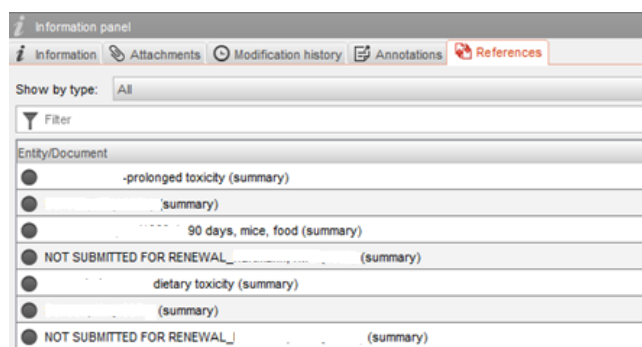 Information panel
Information Attachments Modification history Annotations References
Show by type: All
Filter
Entity/Document
-prolonged toxicity (summary)
(summary)
90 days, mice, food (summary)
NOT SUBMITTED FOR RENEWAL_ (summary)
dietary toxicity (summary)
(summary)
NOT SUBMITTED FOR RENEWAL_ (summary)